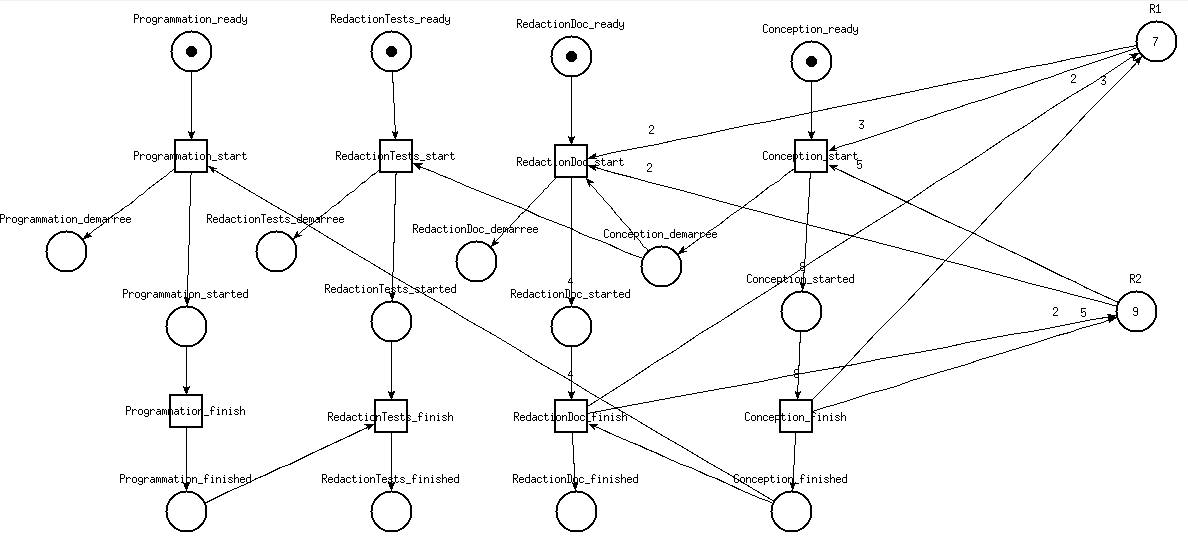 R1
Programmation_ready
RedactionTests_ready
RedactionDoc_ready
Conception_ready
7
2
3
2
3
Programmation_start
RedactionTests_start
RedactionDoc_start
Conception_start
2
5
Programmation_demarree
RedactionTests_demarree
RedactionDoc_demarree
Conception_demarree
8
4
Conception_started
R2
Programmation_started
RedactionTests_started
RedactionDoc_started
2
5
9
4
8
Programmation_finish
RedactionTests_finish
RedactionDoc_finish
Conception_finish
Programmation_finished
RedactionTests_finished
RedactionDoc_finished
Conception_finished